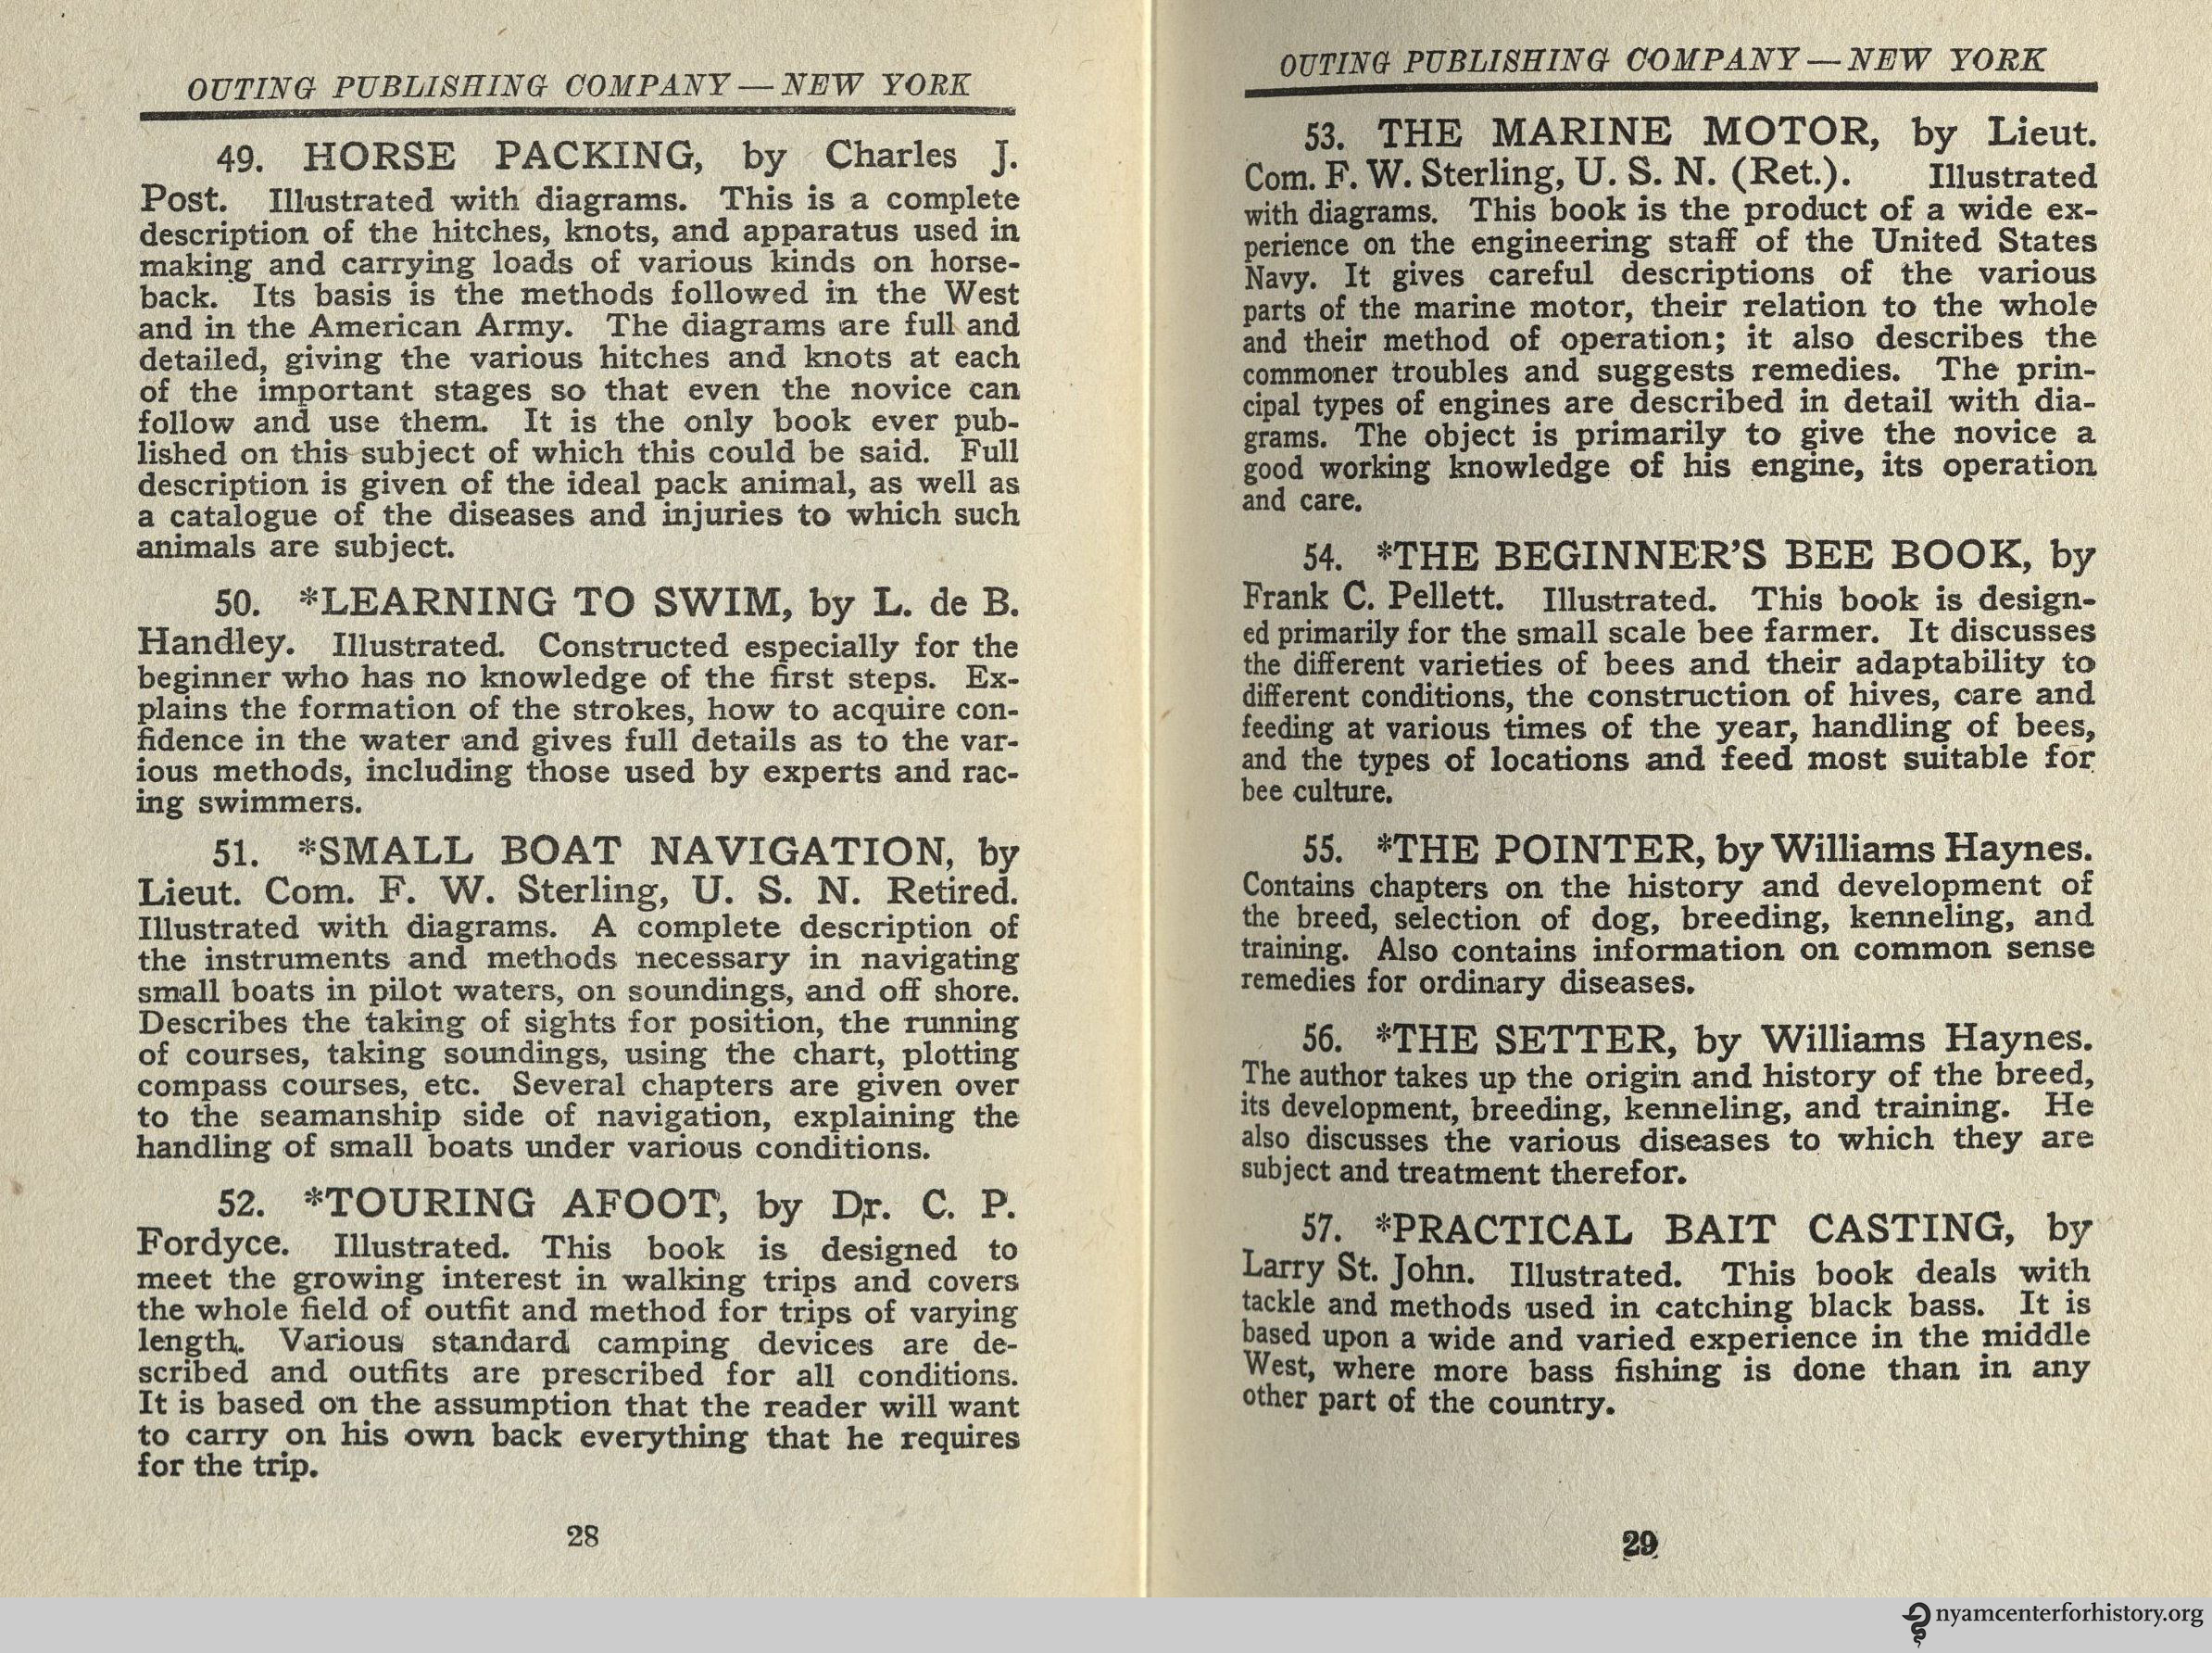 OUTING PUBLISHING COMPANY — NEW YORK
49. HORSE PACKING, by Charles J.
Post. Illustrated with diagrams. This is a complete
description of the hitches, knots, and apparatus used in
making and carrying loads of various kinds on horse-
back. Its basis is the methods followed in the West
and in the American Army. The diagrams are full and
detailed, giving the various hitches and knots at each
of the important stages so that even the novice can
follow and use them. It is the only book ever pub-
lished on this subject of which this could be said. Full
description is given of the ideal pack animal, as well as
a catalogue of the diseases and injuries to which such
animals are subject.
50. *LEARNING TO SWIM, by L. de B.
Handley. Illustrated. Constructed especially for the
beginner who has no knowledge of the first steps. Ex-
plains the formation of the strokes, how to acquire con-
fidence in the water and gives full details as to the var-
ious methods, including those used by experts and rac-
ing swimmers.
51. *SMALL BOAT NAVIGATION, by
Lieut. Com. F. W. Sterling, U. S. N. Retired.
Illustrated with diagrams. A complete description of
the instruments and methods necessary in navigating
small boats in pilot waters, on soundings, and off shore.
Describes the taking of sights for position, the running
of courses, taking soundings, using the chart, plotting
compass courses, etc. Several chapters are given over
to the seamanship side of navigation, explaining the
handling of small boats under various conditions.
52. *TOURING AFOOT, by Dr. C. P.
Fordyce. Illustrated. This book is designed to
meet the growing interest in walking trips and covers
the whole field of outfit and method for trips of varying
length. Various standard camping devices are de-
scribed and outfits are prescribed for all conditions.
It is based on the assumption that the reader will want
to carry on his own back everything that he requires
for the trip.
28
OUTING PUBLISHING COMPANY — NEW YORK
53. THE MARINE MOTOR, by Lieut.
Com. F. W. Sterling, U. S. N. (Ret.). Illustrated
with diagrams. This book is the product of a wide ex-
perience on the engineering staff of the United States
Navy. It gives careful descriptions of the various
parts of the marine motor, their relation to the whole
and their method of operation; it also describes the
commoner troubles and suggests remedies. The prin-
cipal types of engines are described in detail with dia-
grams. The object is primarily to give the novice a
good working knowledge of his engine, its operation
and care.
54. *THE BEGINNER'S BEE BOOK, by
Frank C. Pellett. Illustrated. This book is design-
ed primarily for the small scale bee farmer. It discusses
the different varieties of bees and their adaptability to
different conditions, the construction of hives, care and
feeding at various times of the year, handling of bees,
and the types of locations and feed most suitable for
bee culture.
55. *THE POINTER, by Williams Haynes.
Contains chapters on the history and development of
the breed, selection of dog, breeding, kenneling, and
training. Also contains information on common sense
remedies for ordinary diseases.
56. *THE SETTER, by Williams Haynes.
The author takes up the origin and history of the breed,
its development, breeding, kenneling, and training. He
also discusses the various diseases to which they are
subject and treatment therefor.
57. *PRACTICAL BAIT CASTING, by
Larry St. John. Illustrated. This book deals with
tackle and methods used in catching black bass. It is
based upon a wide and varied experience in the middle
West, where more bass fishing is done than in any
other part of the country.
29
nyamcenterforhistory.org